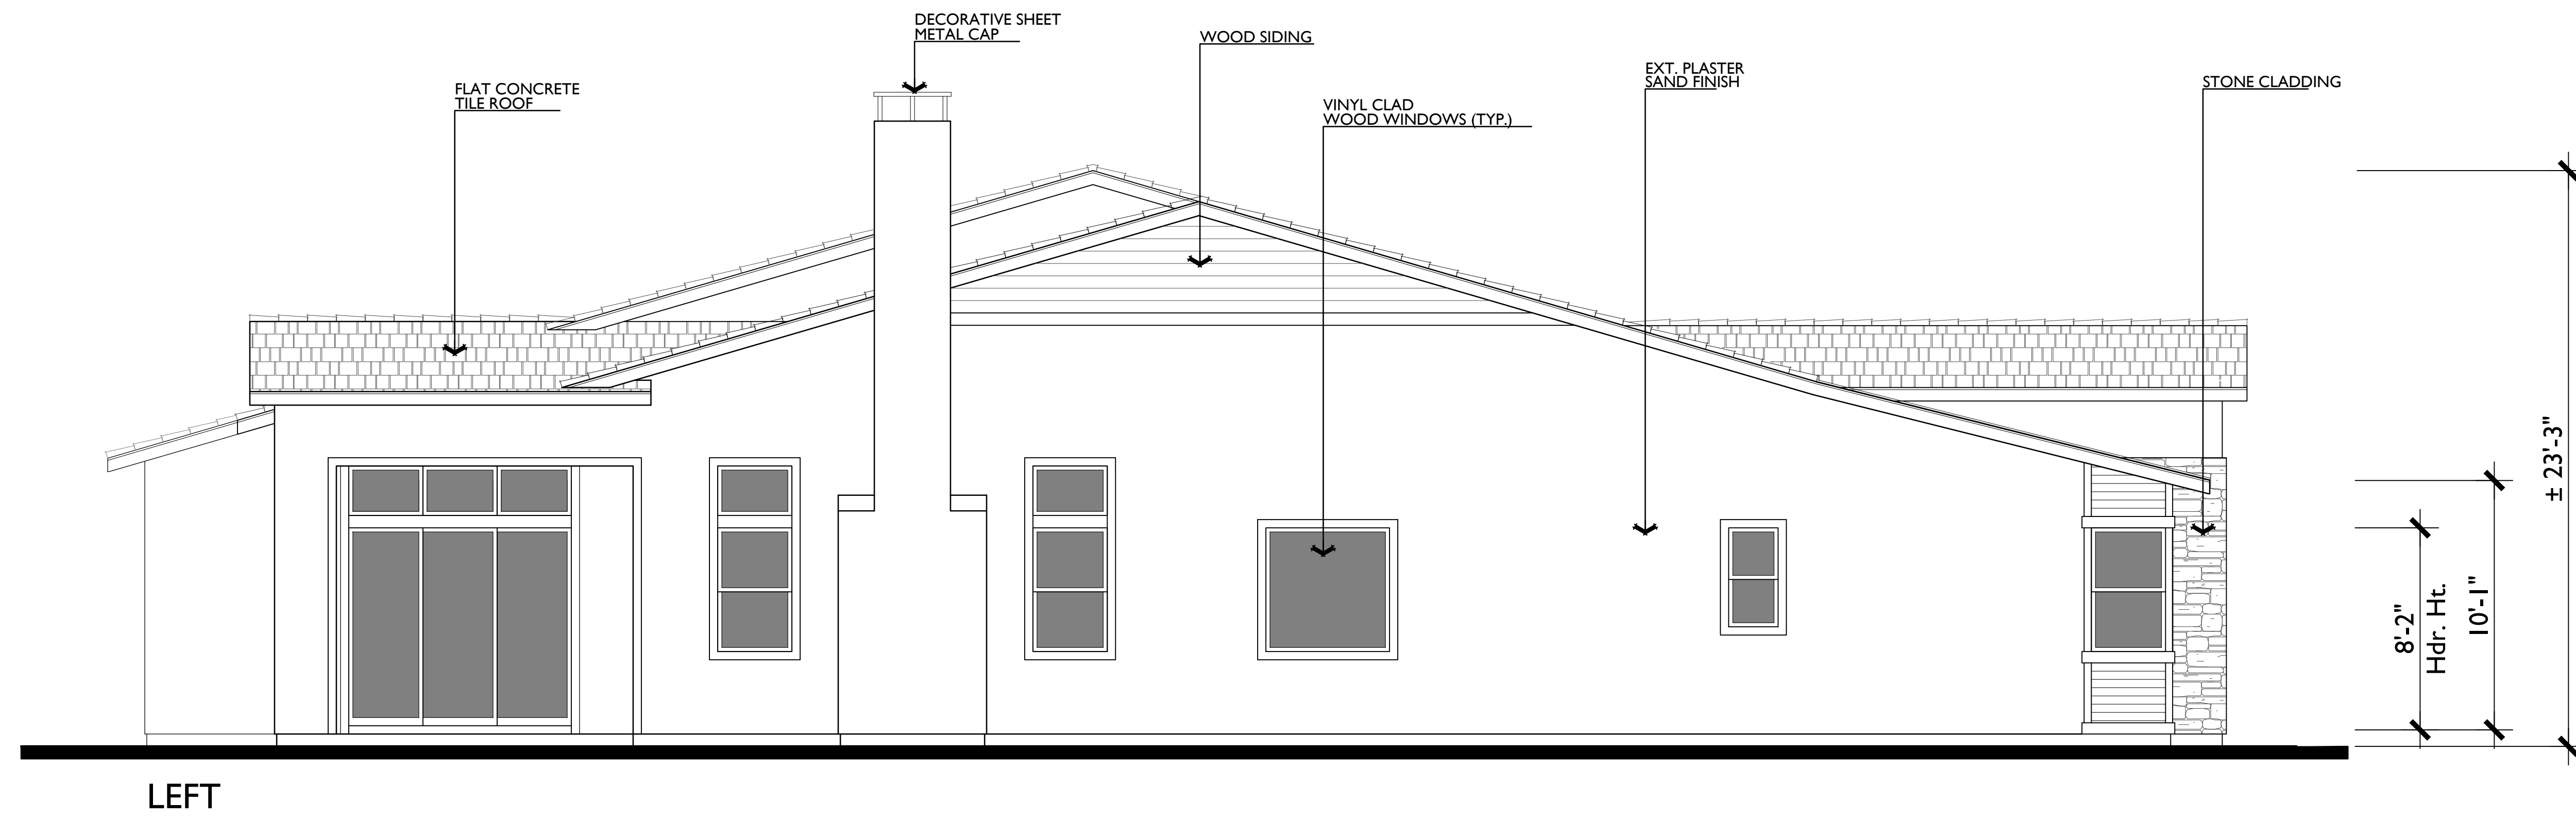 DECORATIVE SHEET
METAL CAP
WOOD SIDING
FLAT CONCRETE
TILE ROOF
VINYL CLAD
WOOD WINDOWS (TYP.)
EXT. PLASTER
SAND FINISH
STONE CLADDING
8'-2"
Hdr. Ht.
10'-1"
± 23'-3"
LEFT